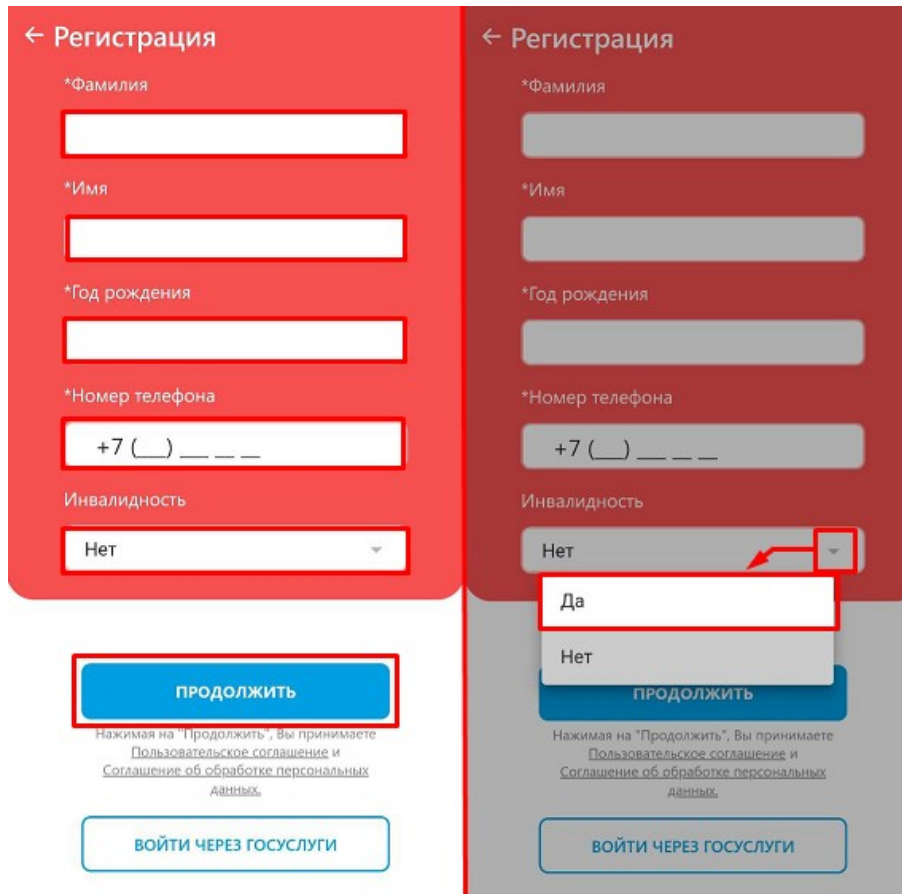 ← Регистрация
*Фамилия
*Имя
*Год рождения
*Номер телефона
+7 (__) ___ __ __
Инвалидность
Нет
ПРОДОЛЖИТЬ
Нажимая на "Продолжить", Вы принимаете
Пользовательское соглашение и
Соглашение об обработке персональных
данных.
ВОЙТИ ЧЕРЕЗ ГОСУСЛУГИ
← Регистрация
*Фамилия
*Имя
*Год рождения
*Номер телефона
+7 (__) ___ __ __
Инвалидность
Нет
Да
Нет
ПРОДОЛЖИТЬ
Нажимая на "Продолжить", Вы принимаете
Пользовательское соглашение и
Соглашение об обработке персональных
данных.
ВОЙТИ ЧЕРЕЗ ГОСУСЛУГИ